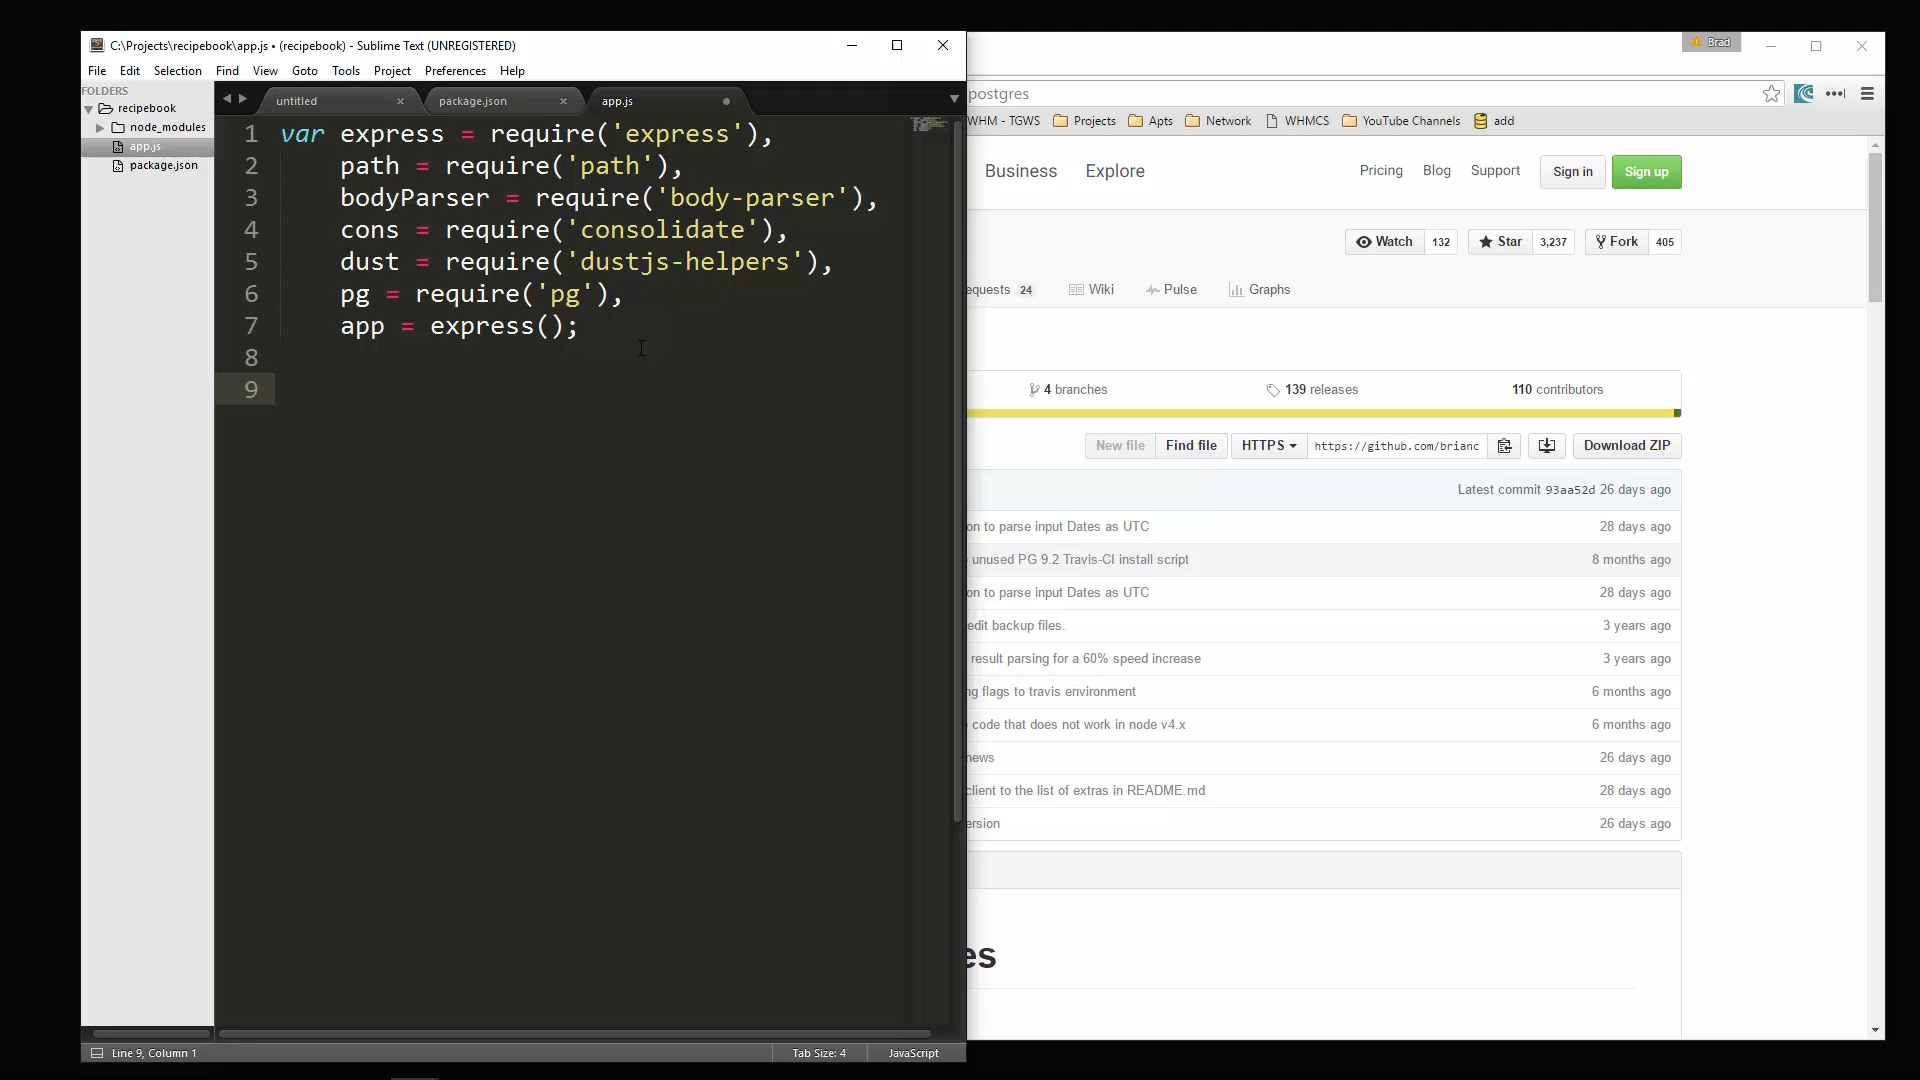 C:\Projects\recipebook\app.js • (recipebook) - Sublime Text (UNREGISTERED)
File Edit Selection Find View Goto Tools Project Preferences Help
FOLDERS
recipebook
node_modules
app.js
package.json
untitled × package.json × app.js
1 var express = require('express'),
2 path = require('path'),
3 bodyParser = require('body-parser'),
4 cons = require('consolidate'),
5 dust = require('dustjs-helpers'),
6 pg = require('pg'),
7 app = express();
8
9
Line 9, Column 1 Tab Size: 4 JavaScript
Brad
postgres
WHM - TGWS Projects Apts Network WHMCS YouTube Channels add
Business Explore Pricing Blog Support Sign in Sign up
Watch 132 Star 3,237 Fork 405
equests 24 Wiki Pulse Graphs
4 branches 139 releases 110 contributors
New file Find file HTTPS https://github.com/brianc Download ZIP
Latest commit 93aa52d 26 days ago
on to parse input Dates as UTC 28 days ago
unused PG 9.2 Travis-CI install script 8 months ago
on to parse input Dates as UTC 28 days ago
edit backup files. 3 years ago
result parsing for a 60% speed increase 3 years ago
ng flags to travis environment 6 months ago
code that does not work in node v4.x 6 months ago
news 26 days ago
client to the list of extras in README.md 28 days ago
ersion 26 days ago
es